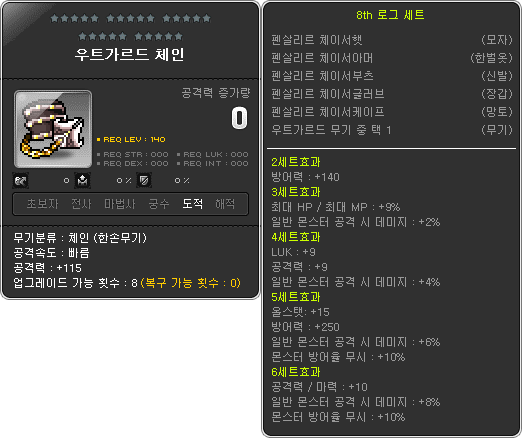 우트가르드 체인
공격력 증가량
0
REQ LEV : 140
REQ STR : 000 REQ LUK : 000
REQ DEX : 000 REQ INT : 000
0 0 % 0 %
초보자 전사 마법사 궁수 도적 해적
무기분류 : 체인 (한손무기)
공격속도 : 빠름
공격력 : +115
업그레이드 가능 횟수 : 8 (복구 가능 횟수 : 0)
8th 로그 세트
펜살리르 체이서햇 (모자)
펜살리르 체이서아머 (한벌옷)
펜살리르 체이서부츠 (신발)
펜살리르 체이서글러브 (장갑)
펜살리르 체이서케이프 (망토)
우트가르드 무기 중 택 1 (무기)
2세트효과
방어력 : +140
3세트효과
최대 HP / 최대 MP : +9%
일반 몬스터 공격 시 데미지 : +2%
4세트효과
LUK : +9
공격력 : +9
일반 몬스터 공격 시 데미지 : +4%
5세트효과
올스탯: +15
방어력 : +250
일반 몬스터 공격 시 데미지 : +6%
몬스터 방어율 무시 : +10%
6세트효과
공격력 / 마력 : +10
일반 몬스터 공격 시 데미지 : +8%
몬스터 방어율 무시 : +10%